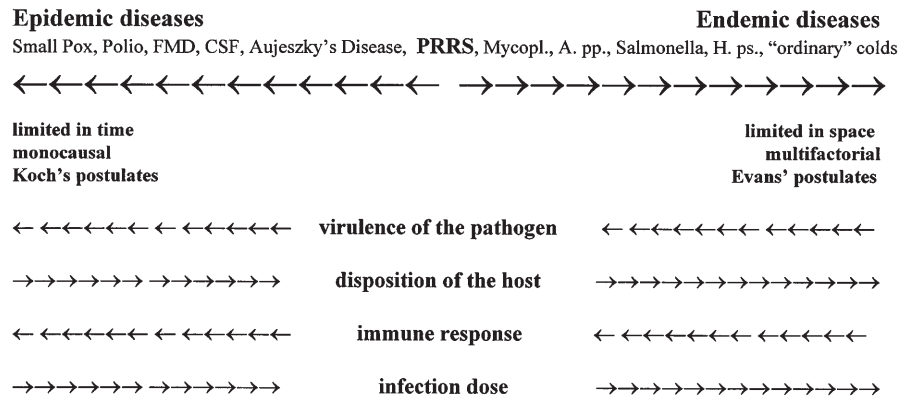 Epidemic diseases Endemic diseases
Small Pox, Polio, FMD, CSF, Aujeszky's Disease, PRRS, Mycopl., A. pp., Salmonella, H. ps., "ordinary" colds
limited in time limited in space
monocausal multifactorial
Koch's postulates Evans' postulates
virulence of the pathogen
disposition of the host
immune response
infection dose